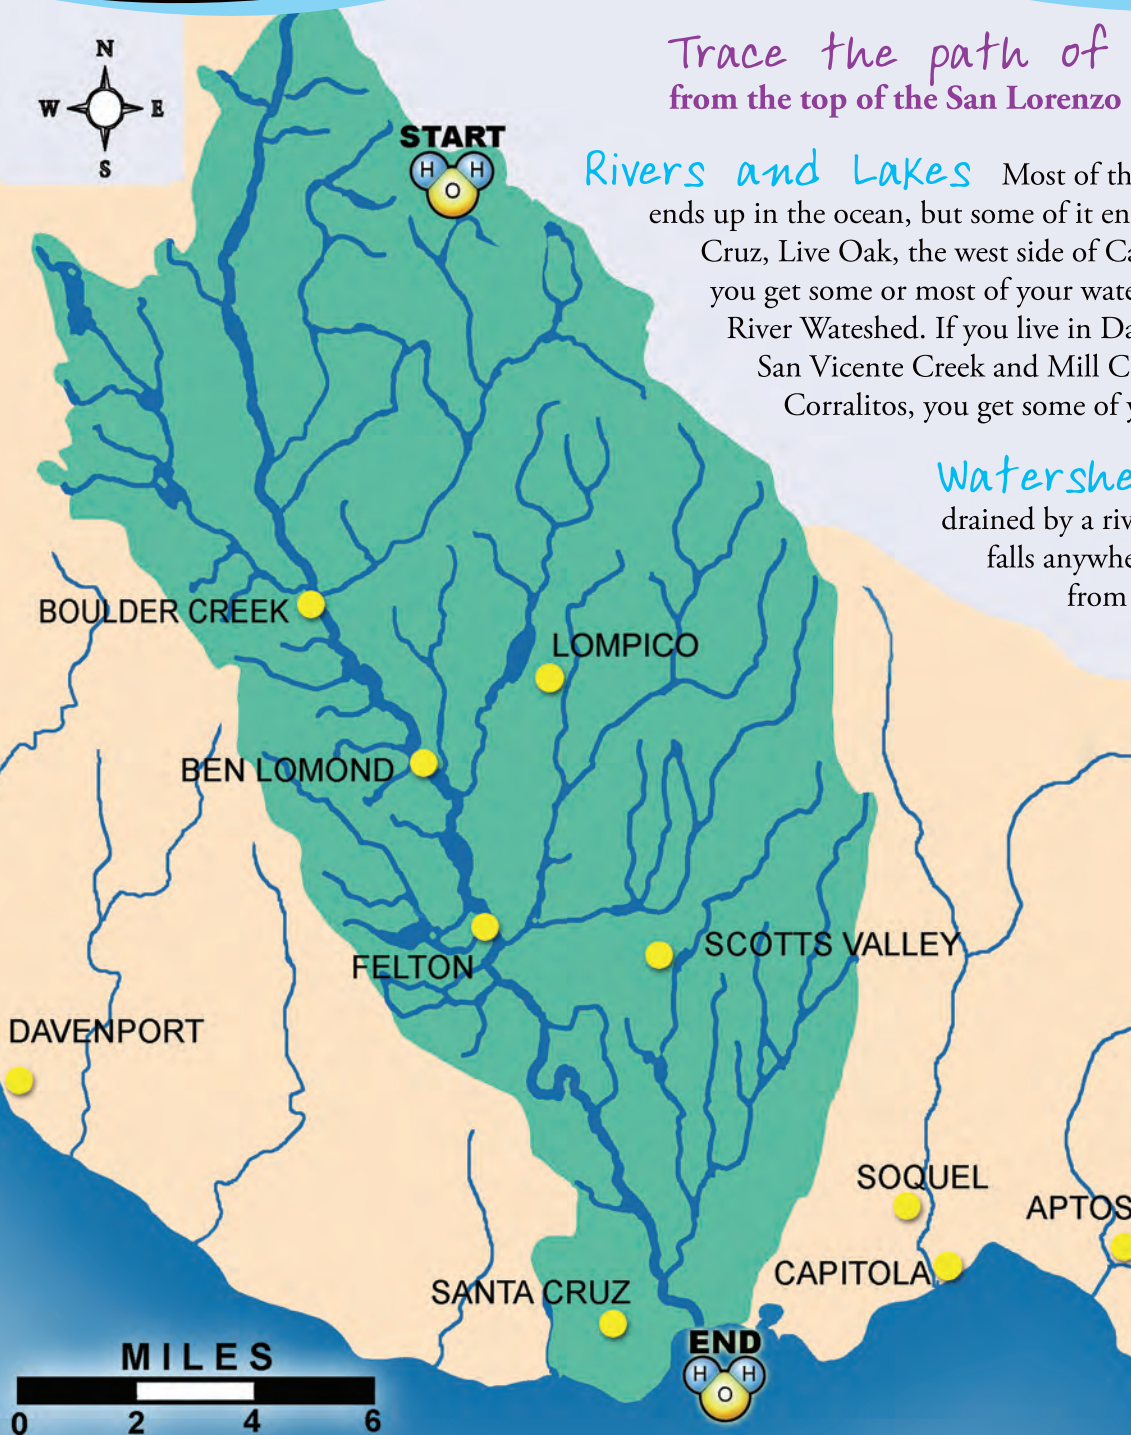 Trace the path of
from the top of the San Lorenzo
Rivers and Lakes Most of th
ends up in the ocean, but some of it en
Cruz, Live Oak, the west side of Ca
you get some or most of your wate
River Wateshed. If you live in Da
San Vicente Creek and Mill C
Corralitos, you get some of y
Watershe
drained by a riv
falls anywhe
from
N
W E
S
START
H H
O
BOULDER CREEK
LOMPICO
BEN LOMOND
SCOTTS VALLEY
FELTON
DAVENPORT
SOQUEL
APTOS
CAPITOLA
SANTA CRUZ
END
H H
O
MILES
0 2 4 6